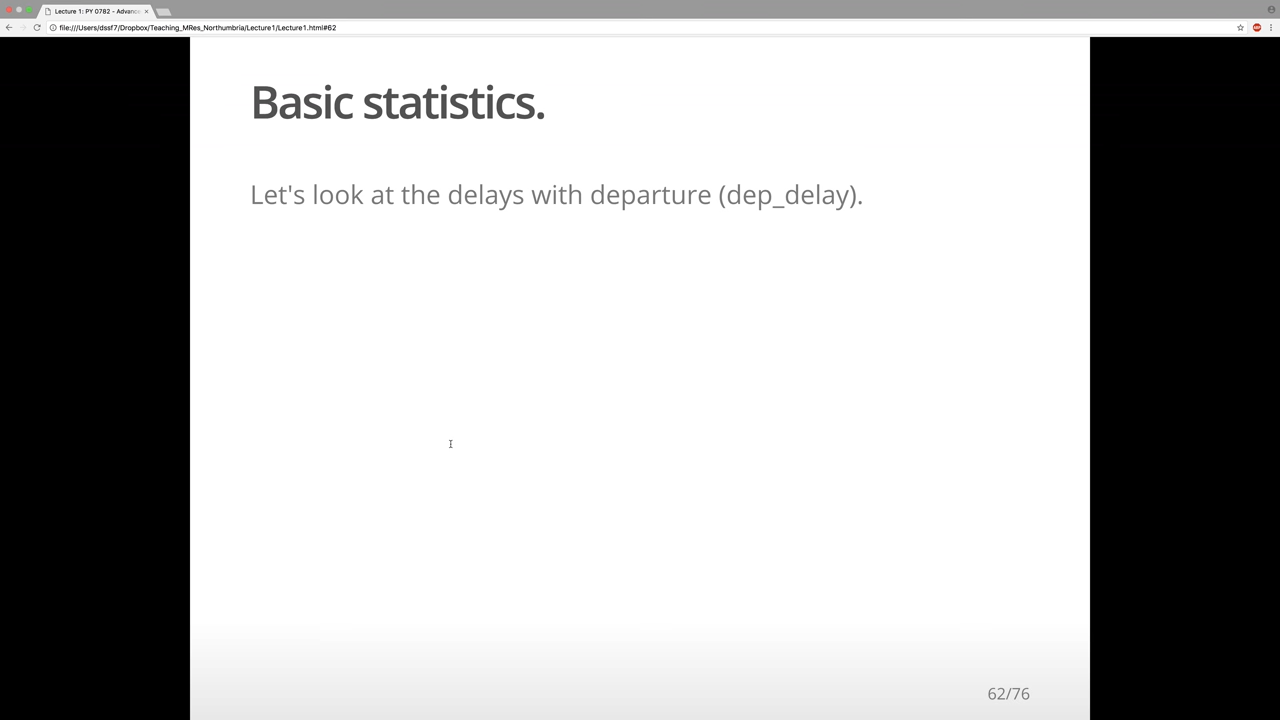 Lecture 1: PY 0782 - Advanc
file:///Users/dssf7/Dropbox/Teaching_MRes_Northumbria/Lecture1/Lecture1.html#62
Basic statistics.
Let's look at the delays with departure (dep_delay).
62/76